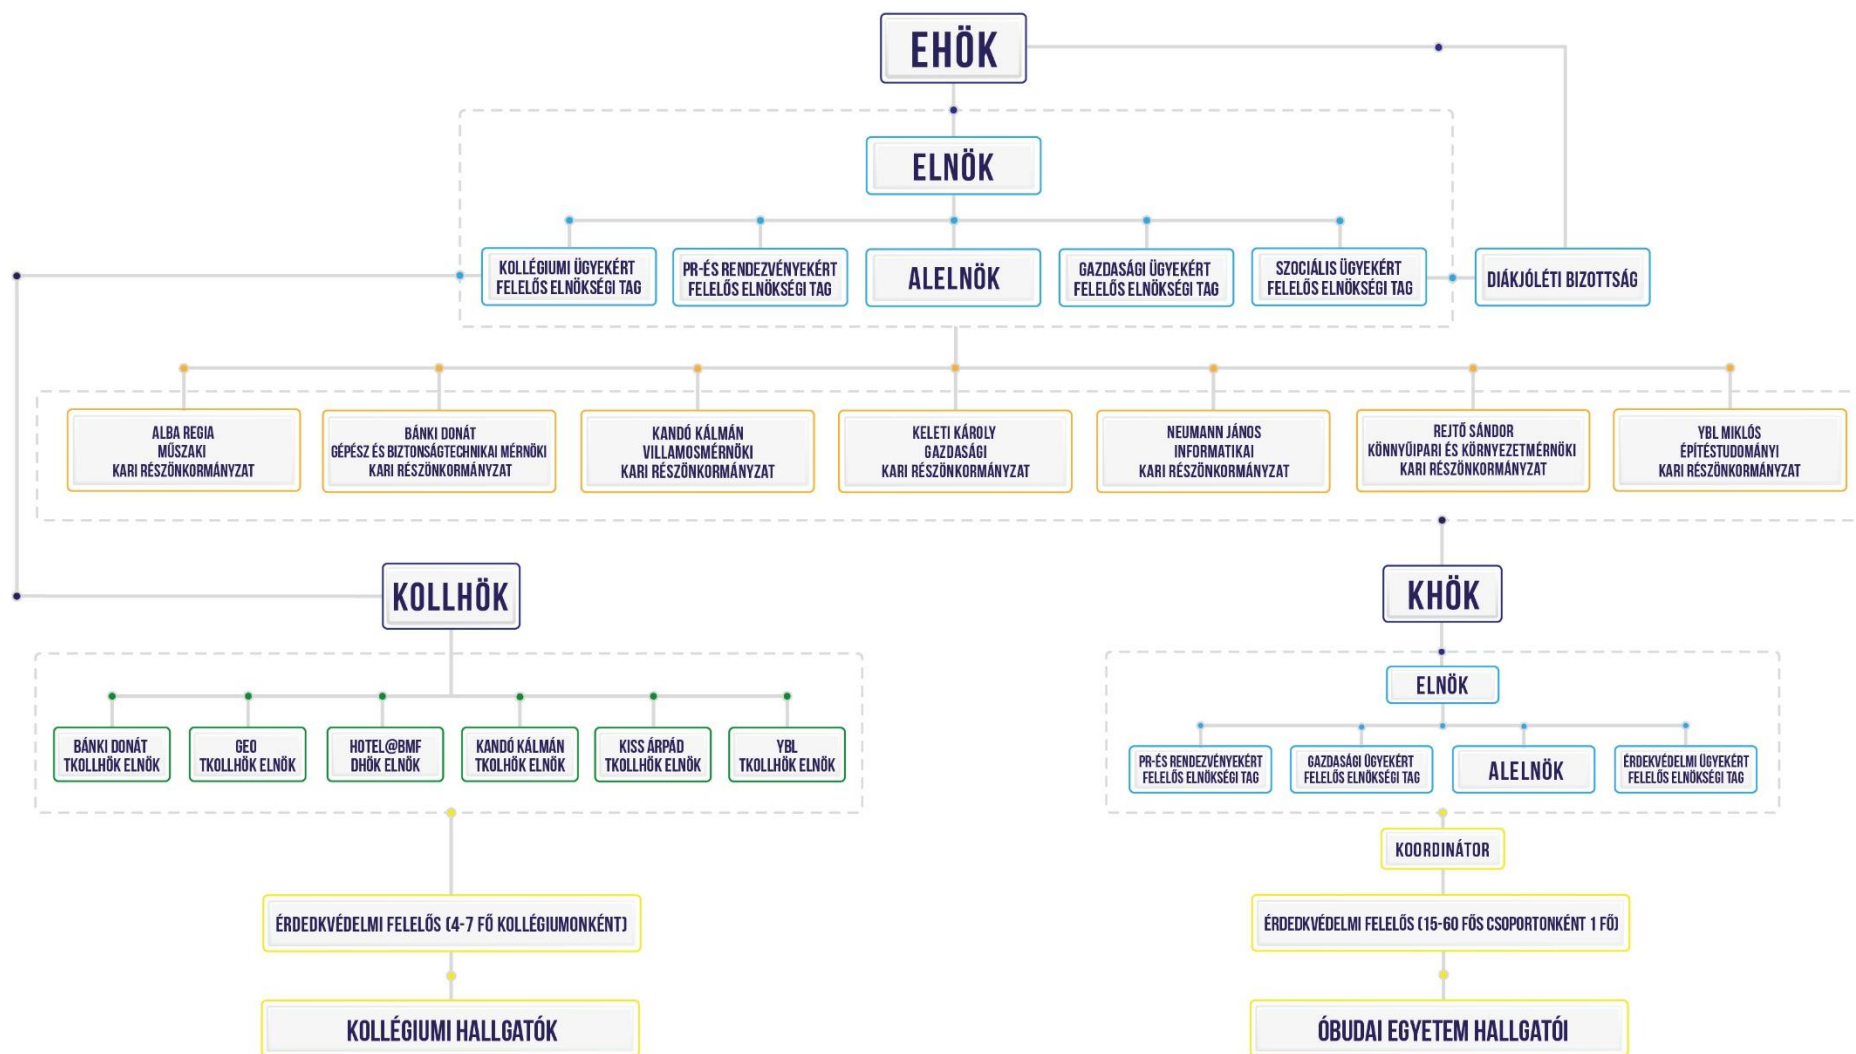 EHÖK
ELNÖK
KOLLÉGIUMI ÜGYEKÉRT
FELELŐS ELNÖKSÉGI TAG
PR-ÉS RENDEZVÉNYEKÉRT
FELELŐS ELNÖKSÉGI TAG
ALELNÖK
GAZDASÁGI ÜGYEKÉRT
FELELŐS ELNÖKSÉGI TAG
SZOCIÁLIS ÜGYEKÉRT
FELELŐS ELNÖKSÉGI TAG
DIÁKJÓLÉTI BIZOTTSÁG
ALBA REGIA
MŰSZAKI
KARI RÉSZÖNKORMÁNYZAT
BÁNKI DONÁT
GÉPÉSZ ÉS BIZTONSÁGTECHNIKAI MÉRNÖKI
KARI RÉSZÖNKORMÁNYZAT
KANDÓ KÁLMÁN
VILLAMOSMÉRNÖKI
KARI RÉSZÖNKORMÁNYZAT
KELETI KÁROLY
GAZDASÁGI
KARI RÉSZÖNKORMÁNYZAT
NEUMANN JÁNOS
INFORMATIKAI
KARI RÉSZÖNKORMÁNYZAT
REJTŐ SÁNDOR
KÖNNYŰIPARI ÉS KÖRNYEZETMÉRNÖKI
KARI RÉSZÖNKORMÁNYZAT
YBL MIKLÓS
ÉPÍTÉSTUDOMÁNYI
KARI RÉSZÖNKORMÁNYZAT
KOLLHÖK
BÁNKI DONÁT
TKOLLHÖK ELNÖK
GEO
TKOLLHÖK ELNÖK
HOTEL@BMF
DHÖK ELNÖK
KANDÓ KÁLMÁN
TKOLHÖK ELNÖK
KISS ÁRPÁD
TKOLLHÖK ELNÖK
YBL
TKOLLHÖK ELNÖK
ÉRDEDKVÉDELMI FELELŐS (4-7 FŐ KOLLÉGIUMONKÉNT)
KOLLÉGIUMI HALLGATÓK
KHÖK
ELNÖK
PR-ÉS RENDEZVÉNYEKÉRT
FELELŐS ELNÖKSÉGI TAG
GAZDASÁGI ÜGYEKÉRT
FELELŐS ELNÖKSÉGI TAG
ALELNÖK
ÉRDEKVÉDELMI ÜGYEKÉRT
FELELŐS ELNÖKSÉGI TAG
KOORDINÁTOR
ÉRDEDKVÉDELMI FELELŐS (15-60 FŐS CSOPORTONKÉNT 1 FŐ)
ÓBUDAI EGYETEM HALLGATÓI